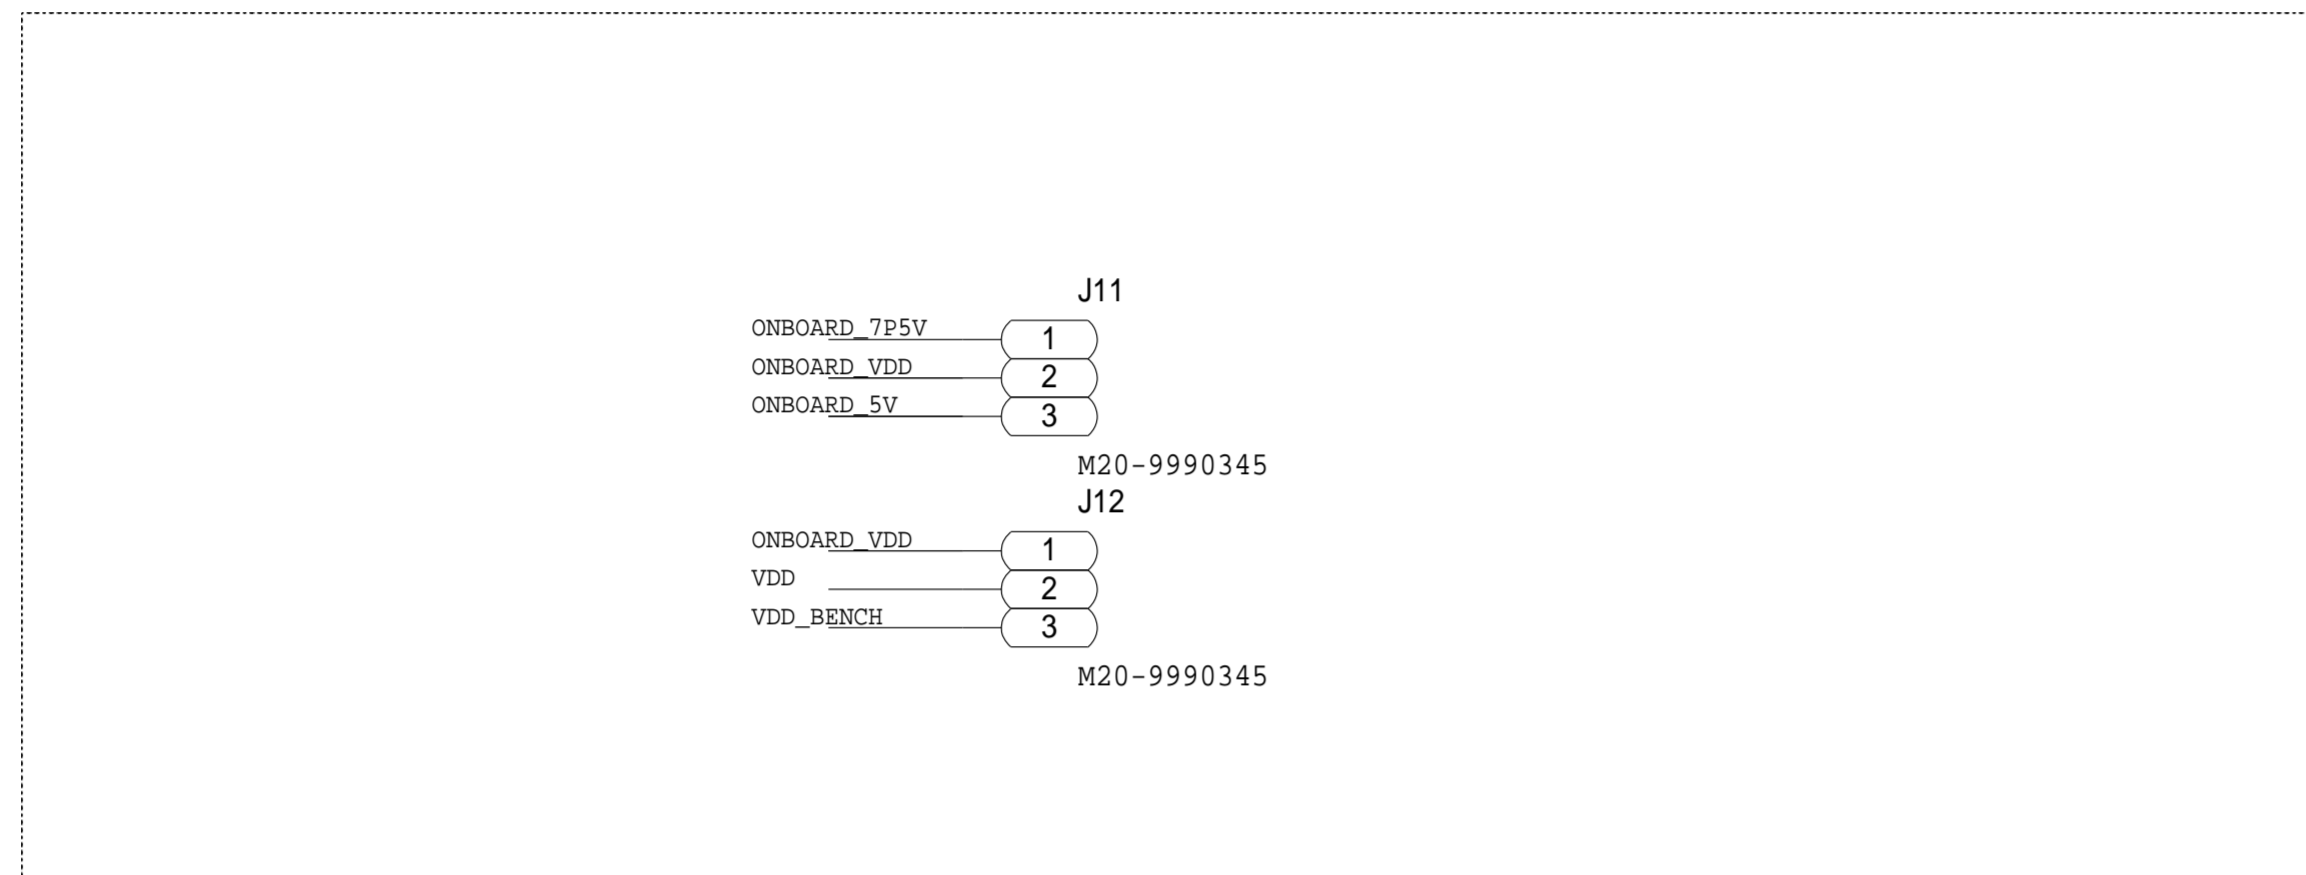 J11
ONBOARD_7P5V 1
ONBOARD_VDD 2
ONBOARD_5V 3
M20-9990345
J12
ONBOARD_VDD 1
VDD 2
VDD_BENCH 3
M20-9990345